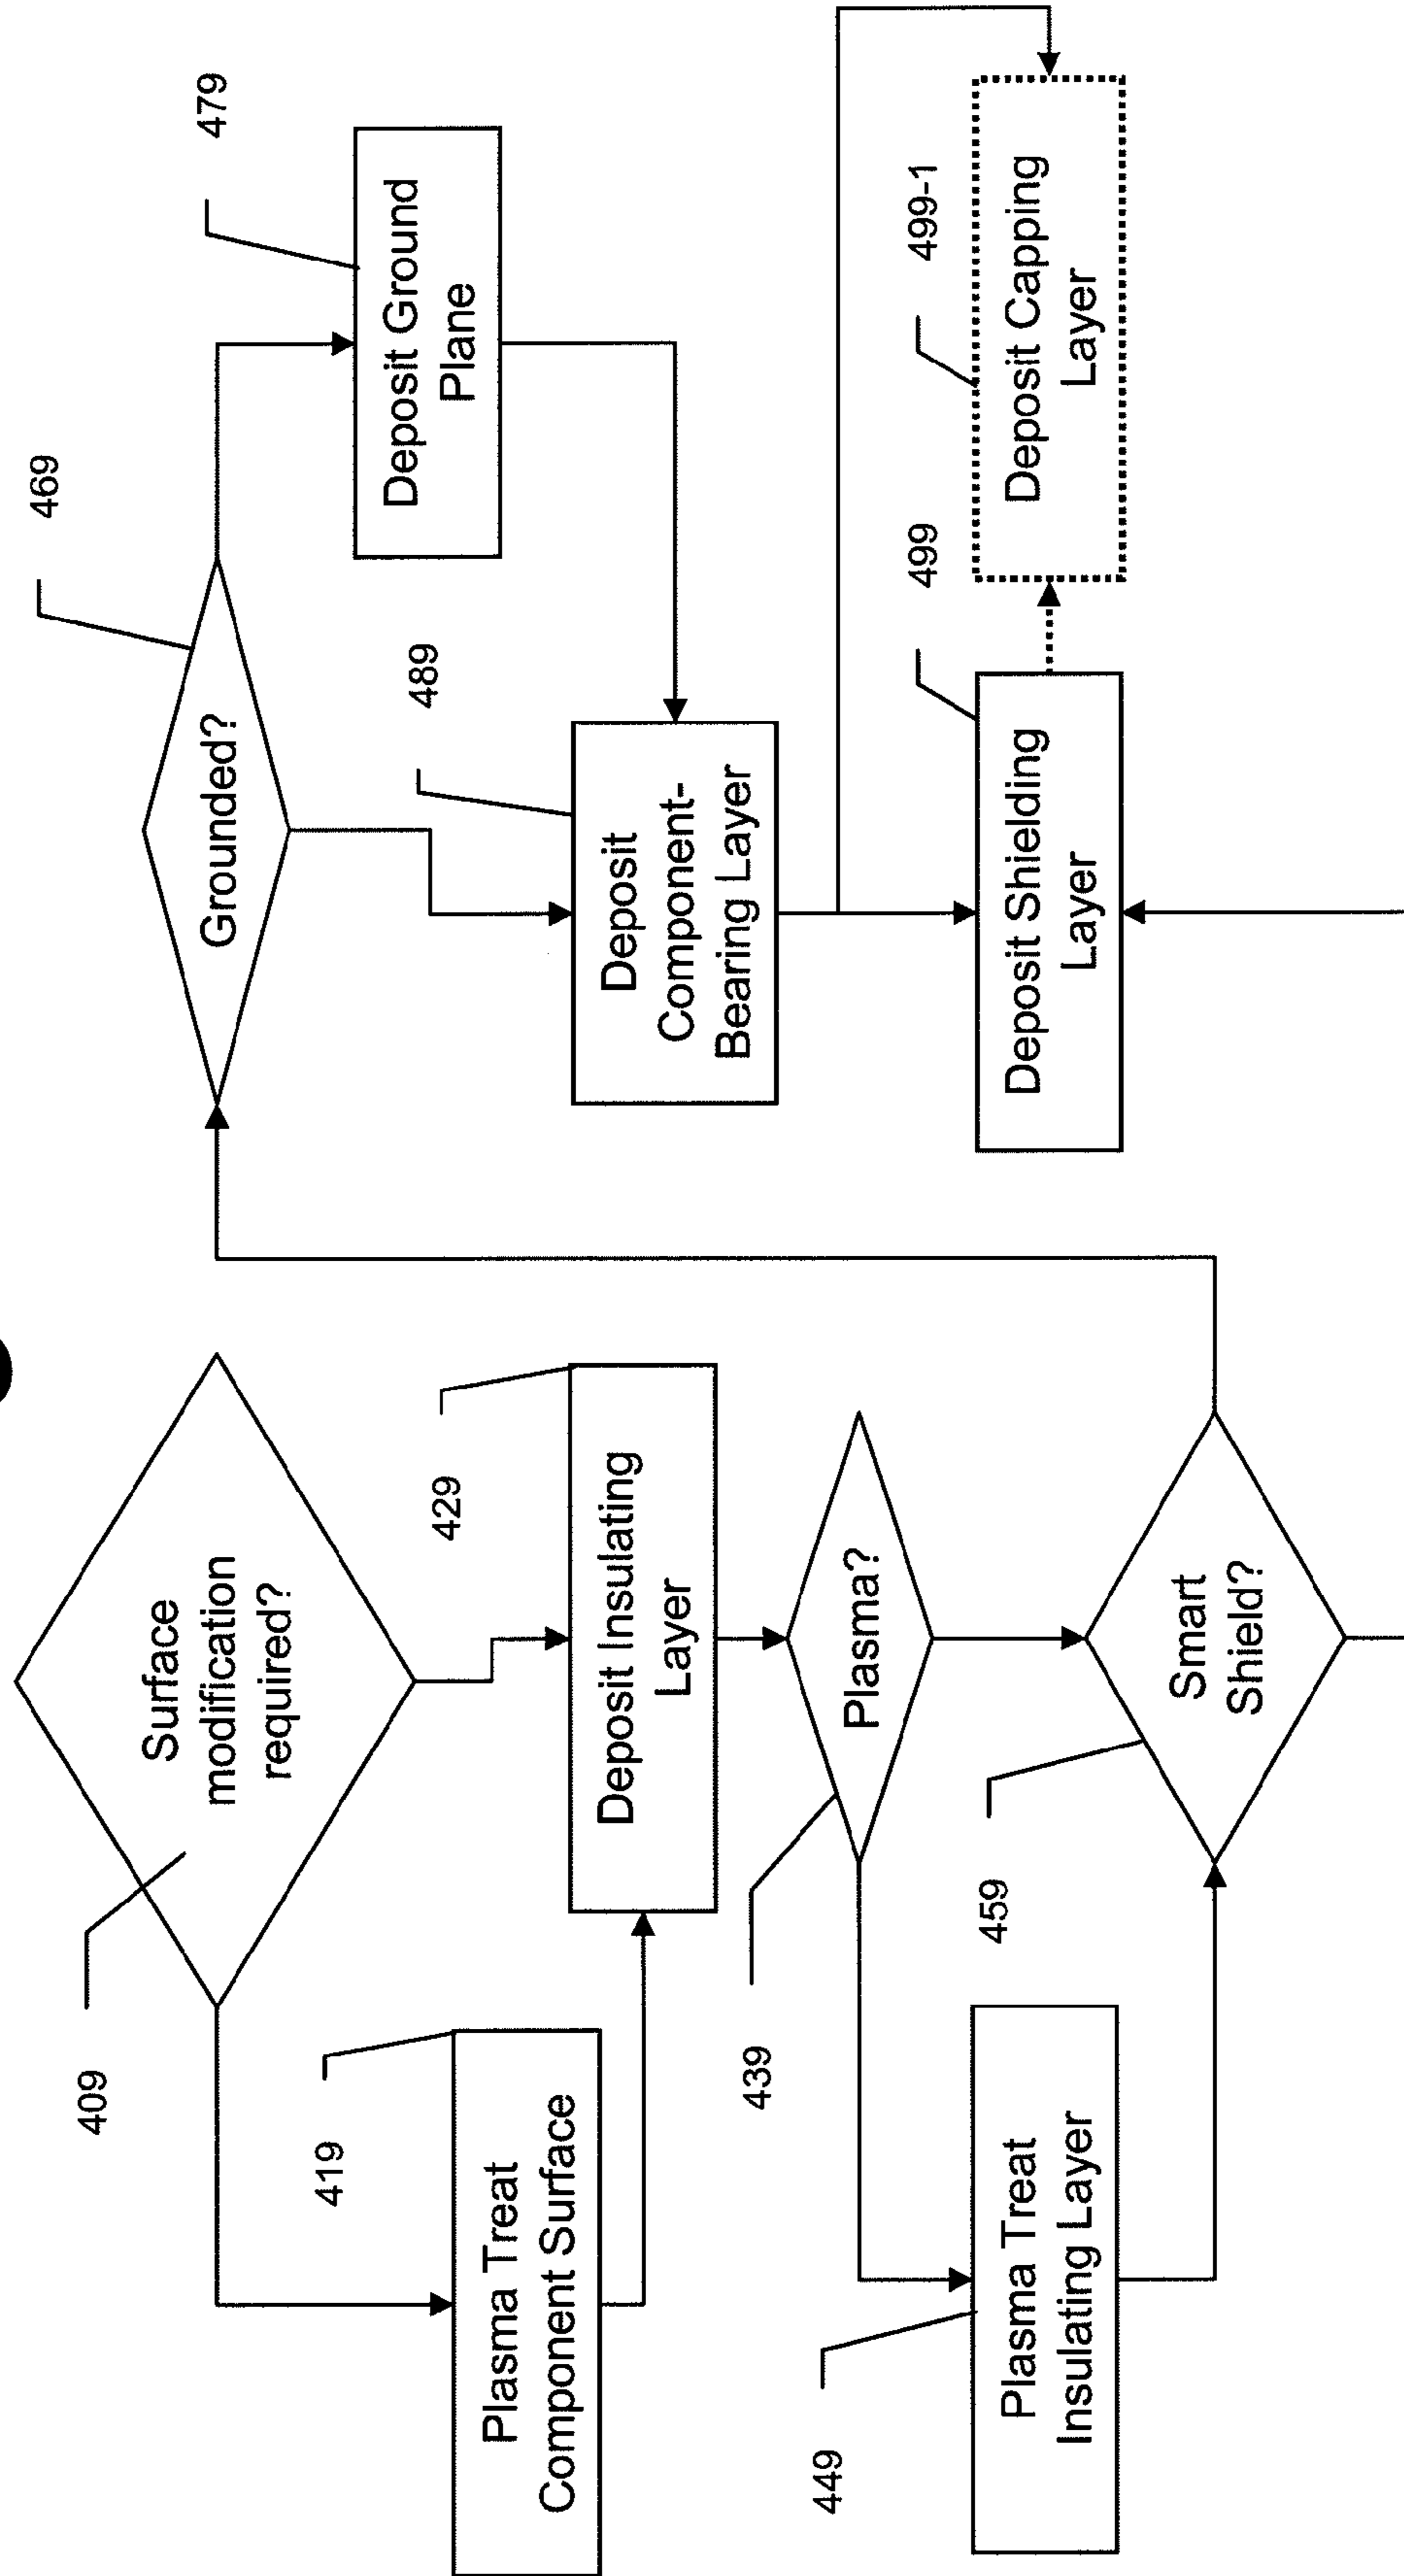 Surface
modification
required?
409
Plasma Treat
Component Surface
419
Deposit Insulating
Layer
429
Plasma?
439
Plasma Treat
Insulating Layer
449
Smart
Shield?
459
Grounded?
469
Deposit Ground
Plane
479
Deposit
Component-
Bearing Layer
489
Deposit Shielding
Layer
499
Deposit Capping
Layer
499-1